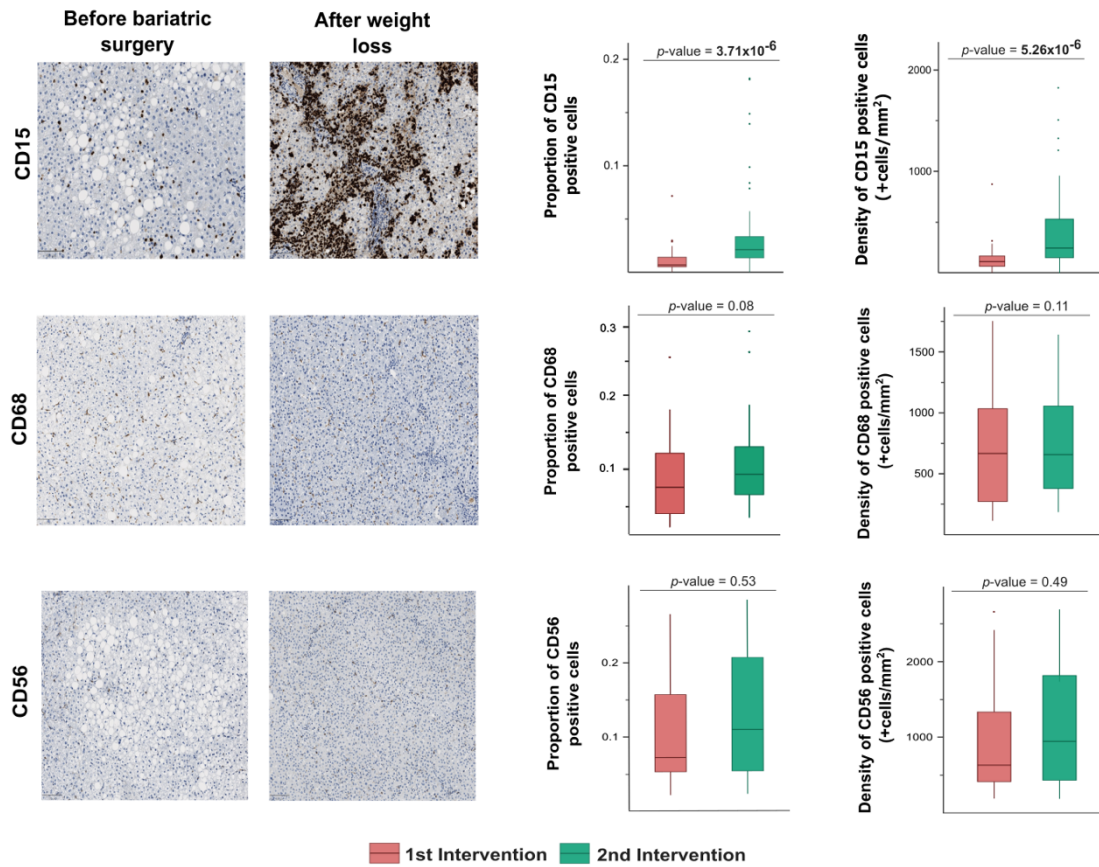 Before bariatric
surgery
After weight
loss
CD15
Proportion of CD15
positive cells
p-value = 3.71x10⁻⁶
0.2
0.1
Density of CD15 positive cells
(+cells/mm²)
p-value = 5.26x10⁻⁶
2000
1000
0
CD68
Proportion of CD68
positive cells
p-value = 0.08
0.3
0.2
0.1
Density of CD68 positive cells
(+cells/mm²)
p-value = 0.11
1500
1000
500
CD56
Proportion of CD56
positive cells
p-value = 0.53
0.2
0.1
Density of CD56 positive cells
(+cells/mm²)
p-value = 0.49
2000
1000
1st Intervention
2nd Intervention